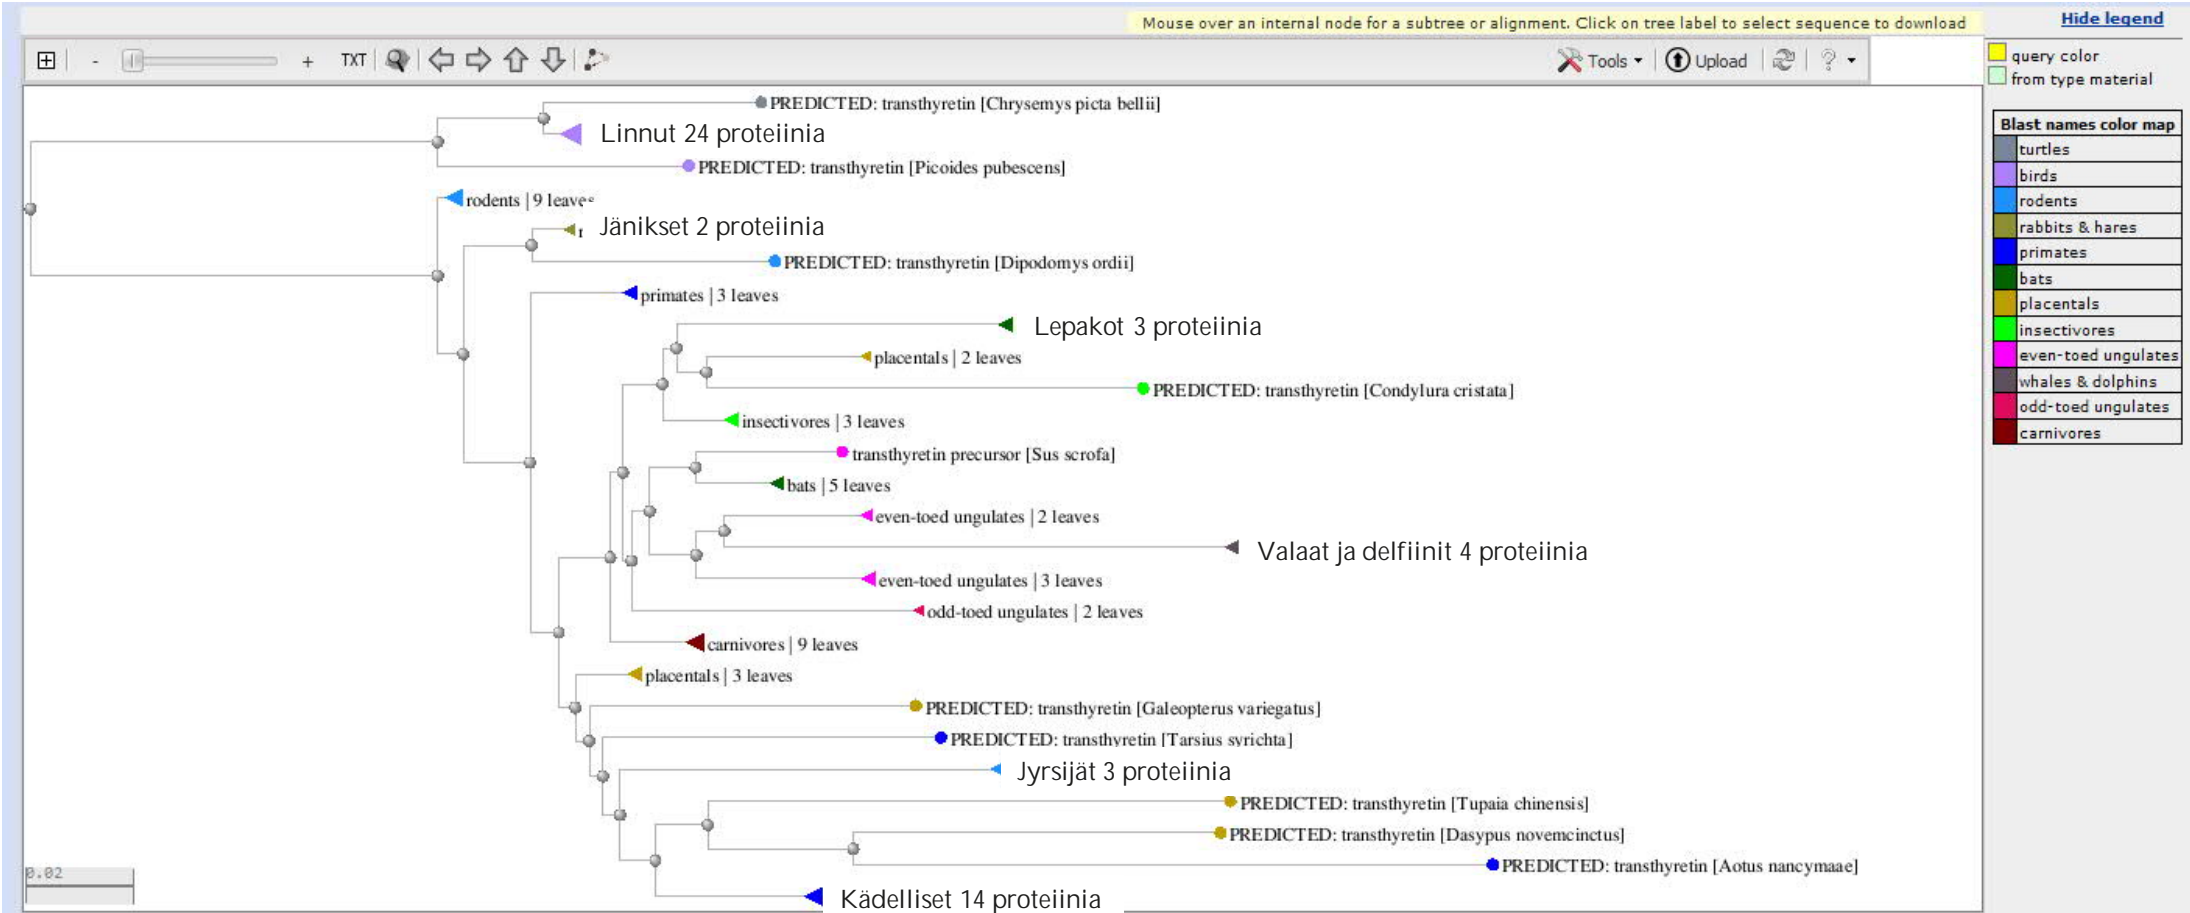 Mouse over an internal node for a subtree or alignment. Click on tree label to select sequence to download
Hide legend
- + TXT Tools Upload ?
query color
from type material
Blast names color map
turtles
birds
rodents
rabbits & hares
primates
bats
placentals
insectivores
even-toed ungulates
whales & dolphins
odd-toed ungulates
carnivores
PREDICTED: transthyretin [Chrysemys picta bellii]
Linnut 24 proteiinia
PREDICTED: transthyretin [Picoides pubescens]
rodents | 9 leaves
Jänikset 2 proteiinia
PREDICTED: transthyretin [Dipodomys ordii]
primates | 3 leaves
Lepakot 3 proteiinia
placentals | 2 leaves
PREDICTED: transthyretin [Condylura cristata]
insectivores | 3 leaves
transthyretin precursor [Sus scrofa]
bats | 5 leaves
even-toed ungulates | 2 leaves
Valaat ja delfiinit 4 proteiinia
even-toed ungulates | 3 leaves
odd-toed ungulates | 2 leaves
carnivores | 9 leaves
placentals | 3 leaves
PREDICTED: transthyretin [Galeopterus variegatus]
PREDICTED: transthyretin [Tarsius syrichta]
Jyrsijät 3 proteiinia
PREDICTED: transthyretin [Tupaia chinensis]
PREDICTED: transthyretin [Dasypus novemcinctus]
PREDICTED: transthyretin [Aotus nancymaae]
0.02
Kädelliset 14 proteiinia